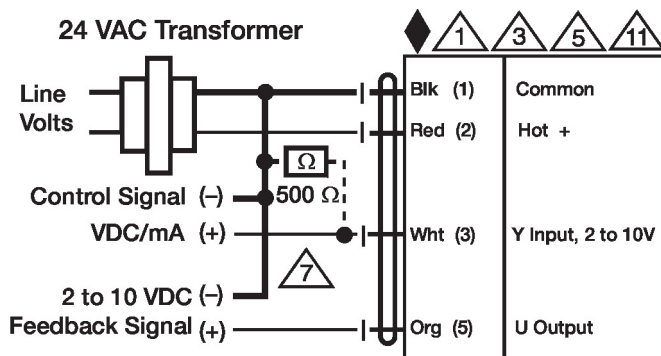 24 VAC Transformer
1 3 5 11
Line
Volts
Blk (1) Common
Red (2) Hot +
Ω
500 Ω
Control Signal (-)
VDC/mA (+)
Wht (3) Y Input, 2 to 10V
7
2 to 10 VDC (-)
Feedback Signal (+)
Org (5) U Output